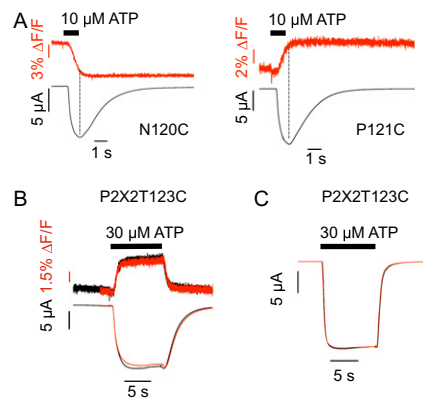 A
10 µM ATP
10 µM ATP
3% ΔF/F
2% ΔF/F
5 µA
5 µA
N120C
P121C
1 s
1 s
B
P2X2T123C
C
P2X2T123C
30 µM ATP
30 µM ATP
1.5% ΔF/F
5 µA
5 µA
5 s
5 s